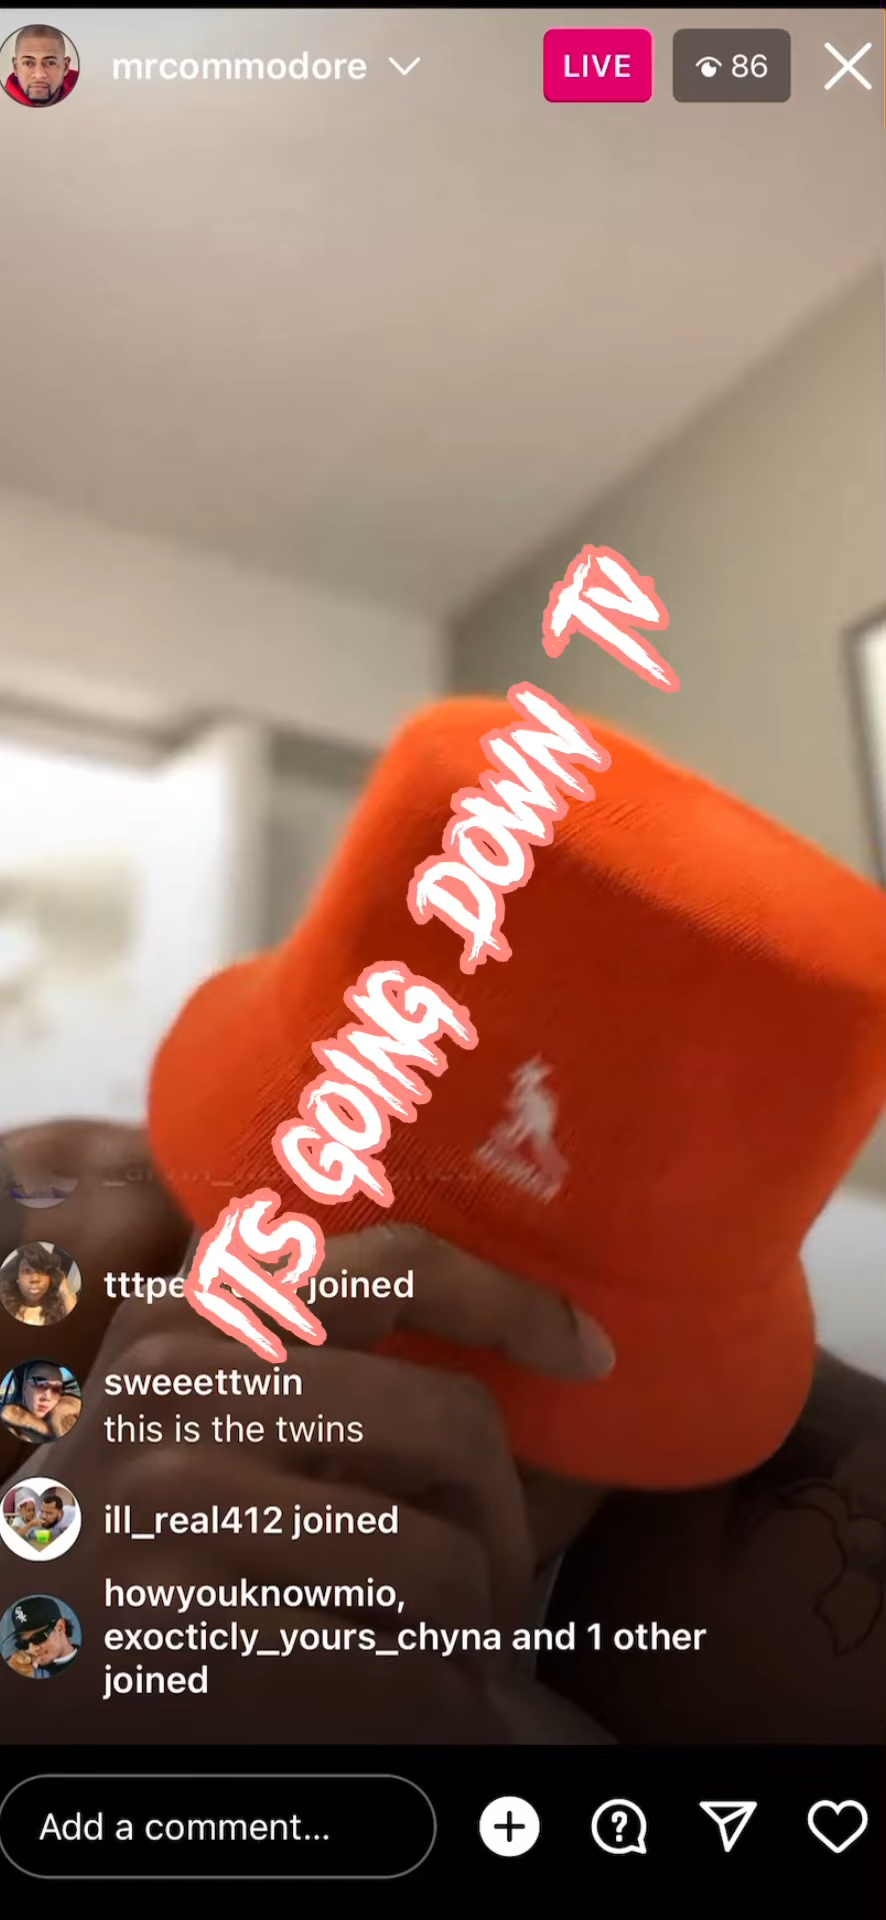 mrcommodore
LIVE
86
ITS GOING DOWN TV
joined
sweeettwin
this is the twins
ill_real412 joined
howyouknowmio,
exocticly_yours_chyna and 1 other
joined
Add a comment...